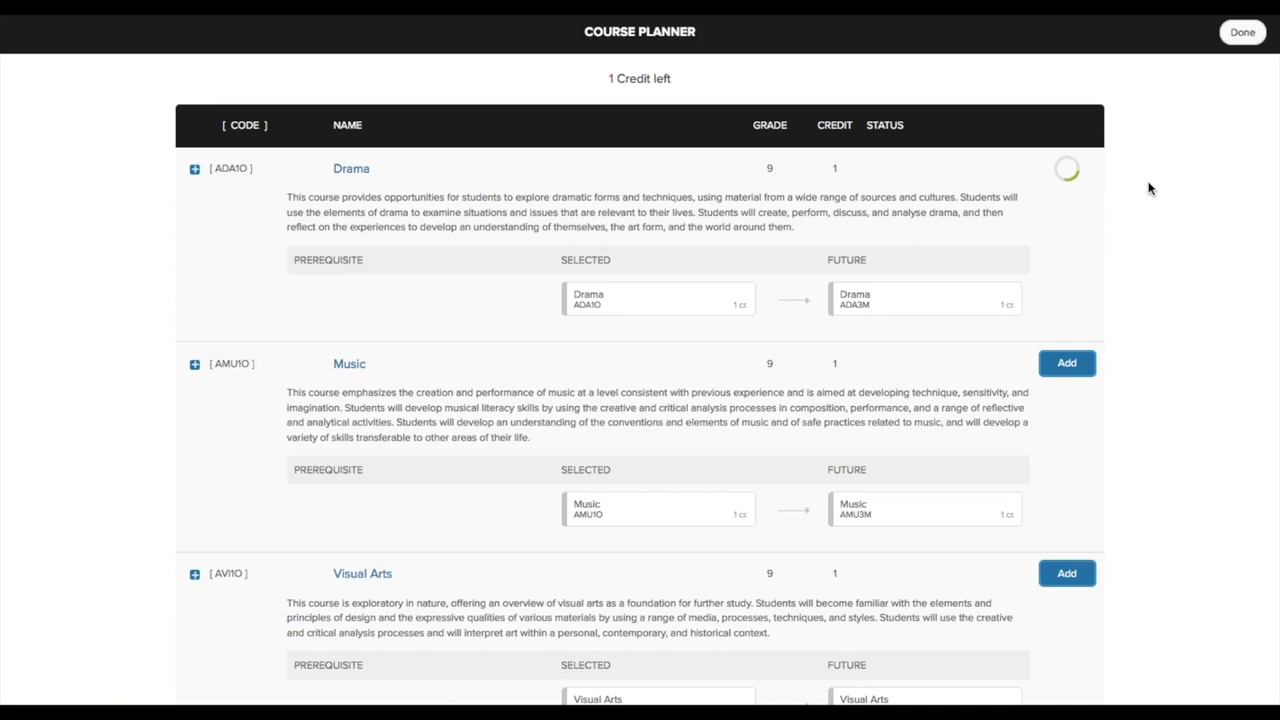 COURSE PLANNER
Done
1 Credit left
[ CODE ] NAME GRADE CREDIT STATUS
[ ADA1O ] Drama 9 1
This course provides opportunities for students to explore dramatic forms and techniques, using material from a wide range of sources and cultures. Students will
use the elements of drama to examine situations and issues that are relevant to their lives. Students will create, perform, discuss, and analyse drama, and then
reflect on the experiences to develop an understanding of themselves, the art form, and the world around them.
PREREQUISITE SELECTED FUTURE
Drama Drama
ADA1O 1 cr. ADA3M 1 cr.
[ AMU1O ] Music 9 1 Add
This course emphasizes the creation and performance of music at a level consistent with previous experience and is aimed at developing technique, sensitivity, and
imagination. Students will develop musical literacy skills by using the creative and critical analysis processes in composition, performance, and a range of reflective
and analytical activities. Students will develop an understanding of the conventions and elements of music and of safe practices related to music, and will develop a
variety of skills transferable to other areas of their life.
PREREQUISITE SELECTED FUTURE
Music Music
AMU1O 1 cr. AMU3M 1 cr.
[ AVI1O ] Visual Arts 9 1 Add
This course is exploratory in nature, offering an overview of visual arts as a foundation for further study. Students will become familiar with the elements and
principles of design and the expressive qualities of various materials by using a range of media, processes, techniques, and styles. Students will use the creative
and critical analysis processes and will interpret art within a personal, contemporary, and historical context.
PREREQUISITE SELECTED FUTURE
Visual Arts Visual Arts